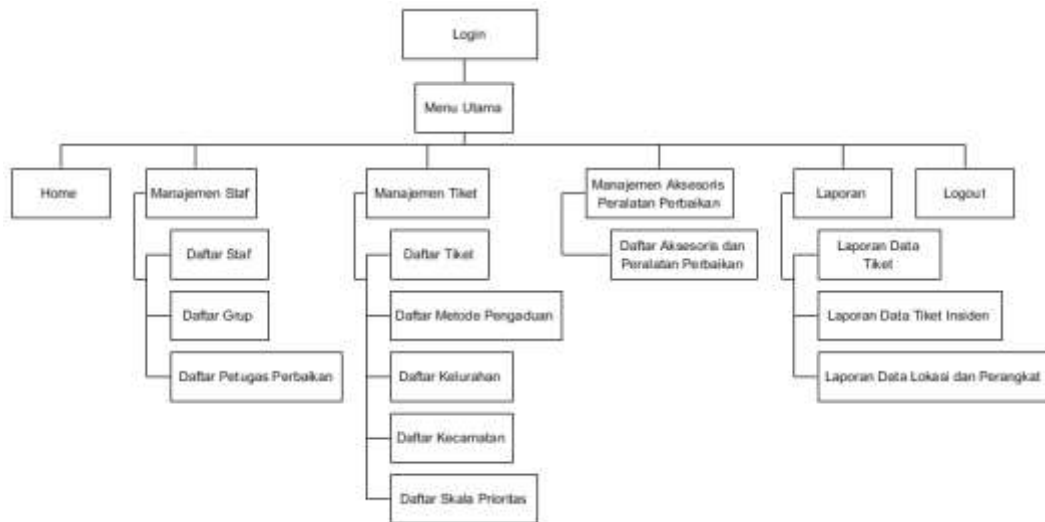 Login
Menu Utama
Home
Manajemen Staf
Manajemen Tiket
Manajemen Aksesoris
Peralatan Perbaikan
Laporan
Logout
Daftar Staf
Daftar Grup
Daftar Petugas Perbaikan
Daftar Tiket
Daftar Metode Pengaduan
Daftar Kelurahan
Daftar Kecamatan
Daftar Skala Prioritas
Daftar Aksesoris dan
Peralatan Perbaikan
Laporan Data
Tiket
Laporan Data Tiket Insiden
Laporan Data Lokasi dan Perangkat